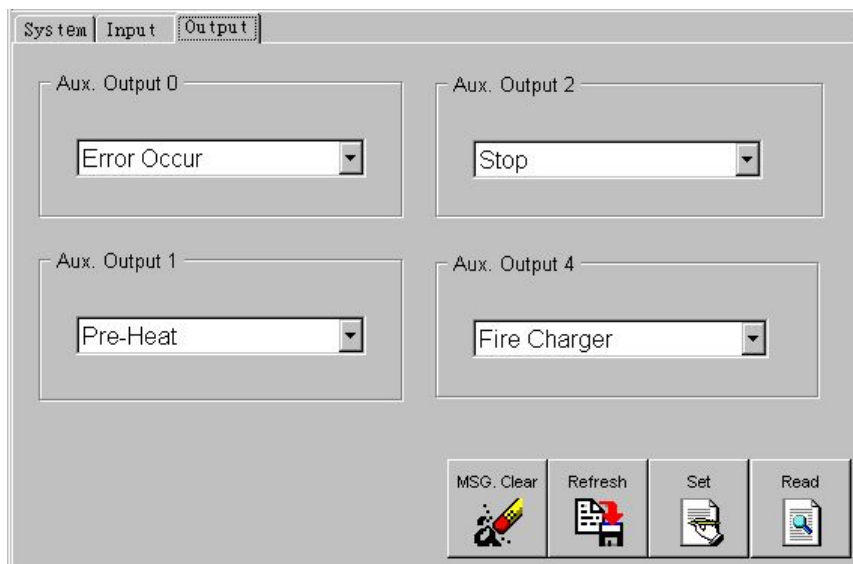 System Input Output
Aux. Output 0
Error Occur
Aux. Output 2
Stop
Aux. Output 1
Pre-Heat
Aux. Output 4
Fire Charger
MSG. Clear Refresh Set Read